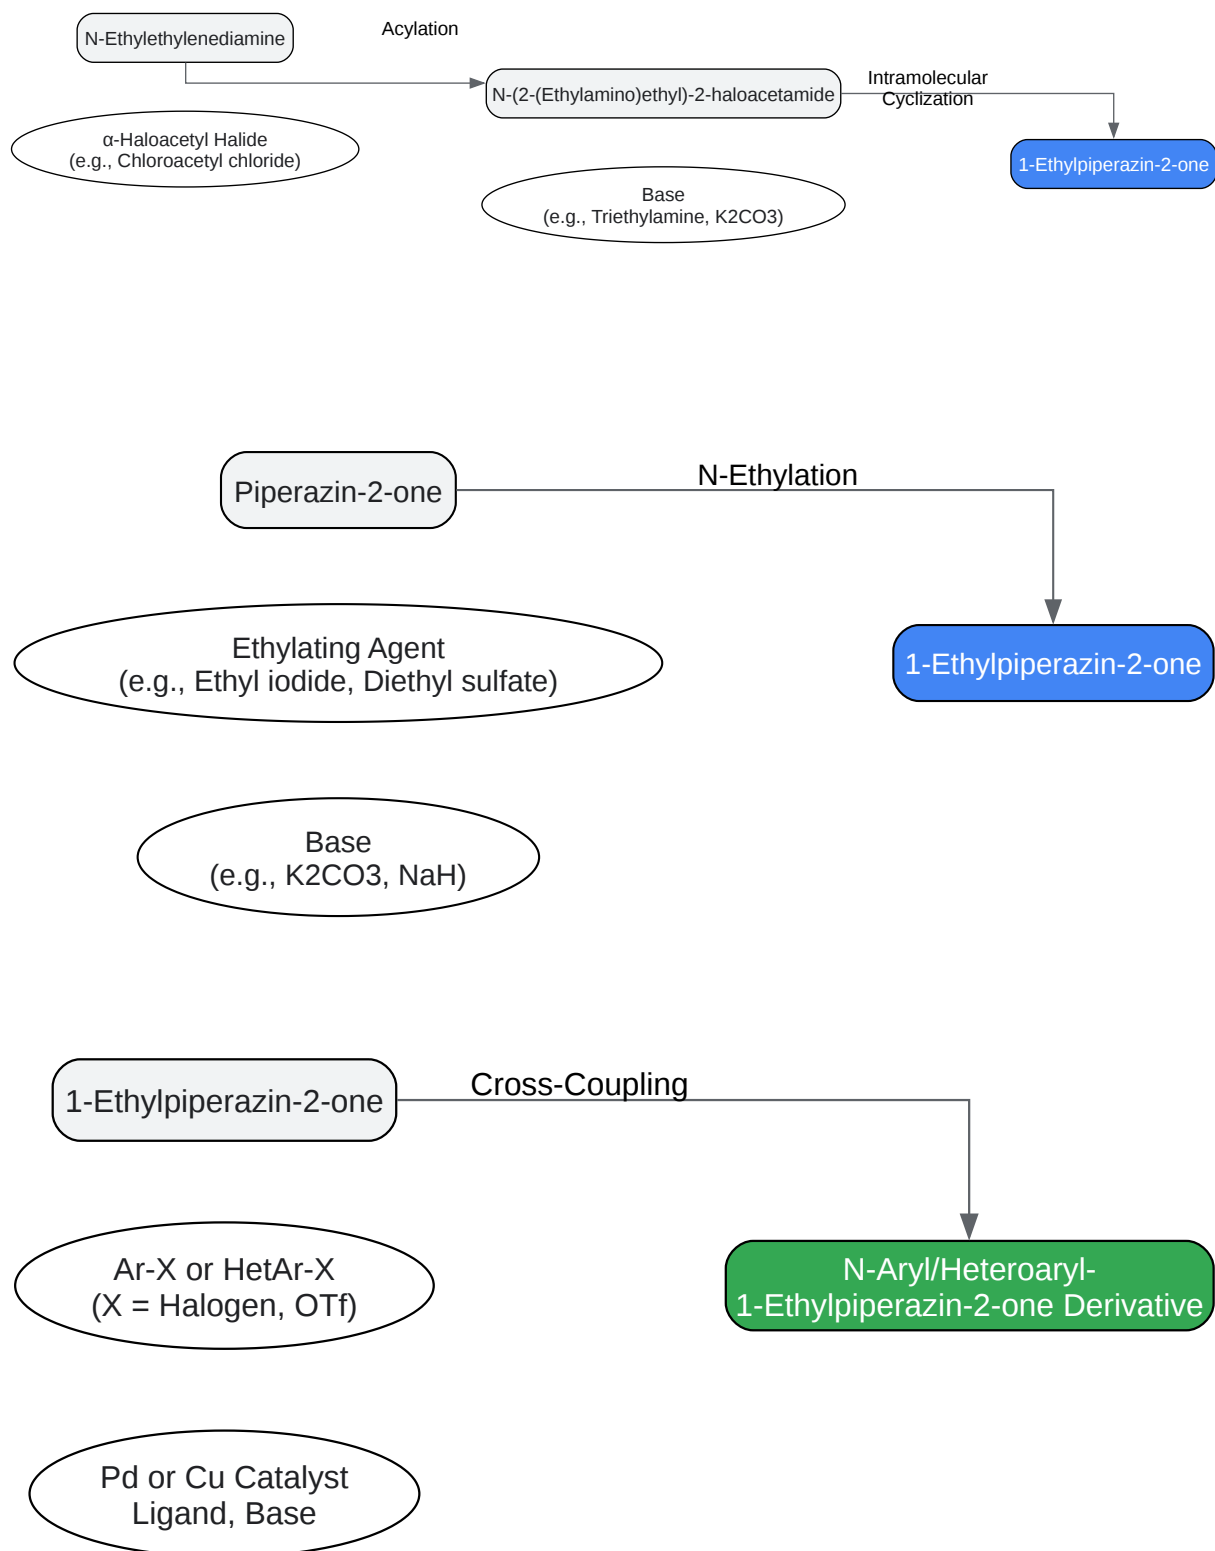 N-Ethylethylenediamine
Acylation
α-Haloacetyl Halide
(e.g., Chloroacetyl chloride)
N-(2-(Ethylamino)ethyl)-2-haloacetamide
Intramolecular
Cyclization
Base
(e.g., Triethylamine, K2CO3)
1-Ethylpiperazin-2-one
Piperazin-2-one
N-Ethylation
Ethylating Agent
(e.g., Ethyl iodide, Diethyl sulfate)
1-Ethylpiperazin-2-one
Base
(e.g., K2CO3, NaH)
1-Ethylpiperazin-2-one
Cross-Coupling
Ar-X or HetAr-X
(X = Halogen, OTf)
N-Aryl/Heteroaryl-
1-Ethylpiperazin-2-one Derivative
Pd or Cu Catalyst
Ligand, Base